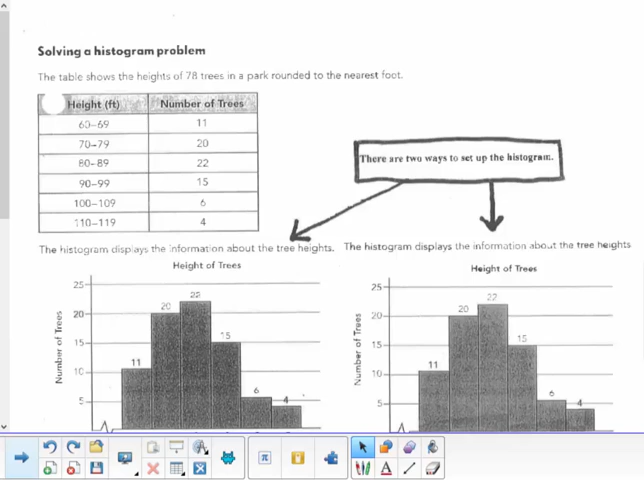 Solving a histogram problem
The table shows the heights of 78 trees in a park rounded to the nearest foot.
Height (ft) Number of Trees
60–69 11
70–79 20
80–89 22
90–99 15
100–109 6
110–119 4
There are two ways to set up the histogram.
The histogram displays the information about the tree heights.
Height of Trees
Number of Trees
25
20
15
10
5
11
20
22
15
6
4
The histogram displays the information about the tree heights
Height of Trees
Number of Trees
25
20
15
10
5
11
20
22
15
6
4
π
A